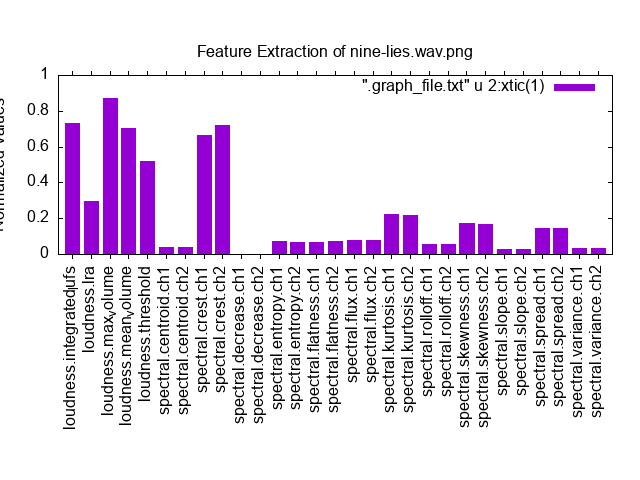 Feature Extraction of nine-lies.wav.png
Normalized Values
".graph_file.txt" u 2:xtic(1)
1
0.8
0.6
0.4
0.2
0
loudness.integratedlufs
loudness.lra
loudness.maxvolume
loudness.meanvolume
loudness.threshold
spectral.centroid.ch1
spectral.centroid.ch2
spectral.crest.ch1
spectral.crest.ch2
spectral.decrease.ch1
spectral.decrease.ch2
spectral.entropy.ch1
spectral.entropy.ch2
spectral.flatness.ch1
spectral.flatness.ch2
spectral.flux.ch1
spectral.flux.ch2
spectral.kurtosis.ch1
spectral.kurtosis.ch2
spectral.rolloff.ch1
spectral.rolloff.ch2
spectral.skewness.ch1
spectral.skewness.ch2
spectral.slope.ch1
spectral.slope.ch2
spectral.spread.ch1
spectral.spread.ch2
spectral.variance.ch1
spectral.variance.ch2